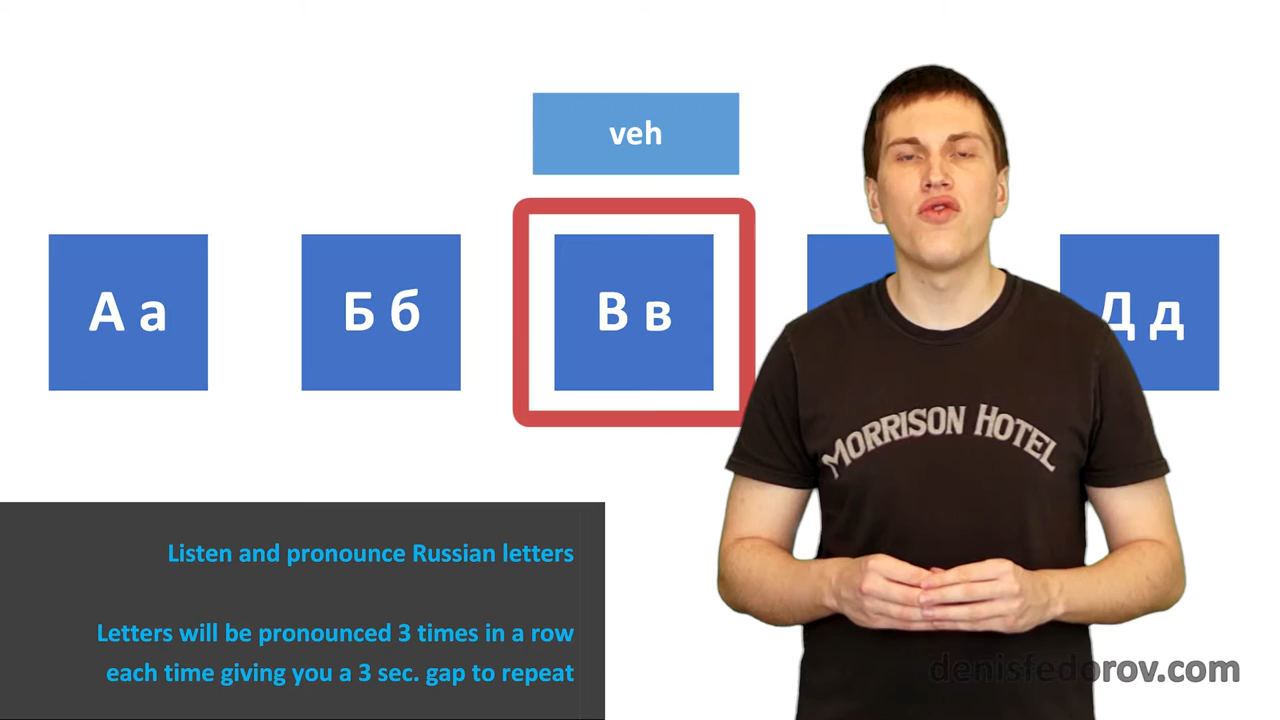 veh
А а
Б б
В в
Д д
MORRISON HOTEL
Listen and pronounce Russian letters
Letters will be pronounced 3 times in a row
each time giving you a 3 sec. gap to repeat
denisfedorov.com